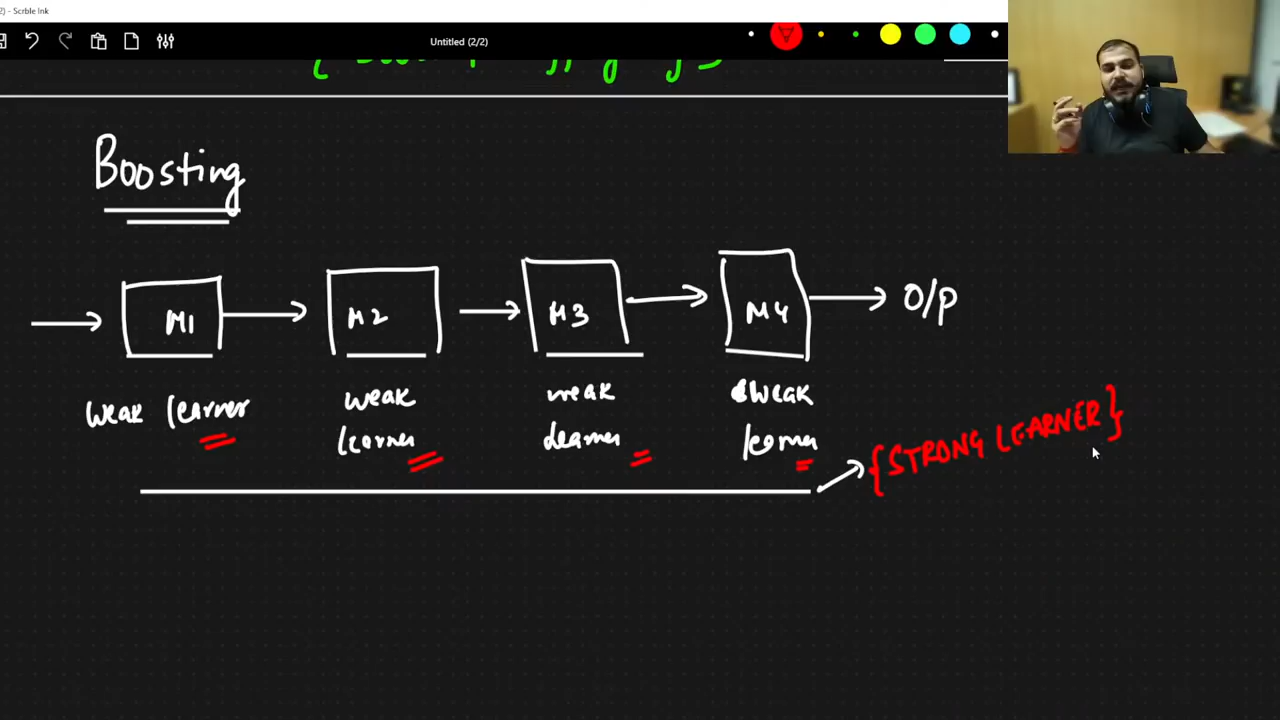 2) - Scrble Ink
Untitled (2/2)
Boosting
M1
M2
M3
M4
O/P
weak learner
weak
learner
weak
learner
weak
learner
{STRONG LEARNER}